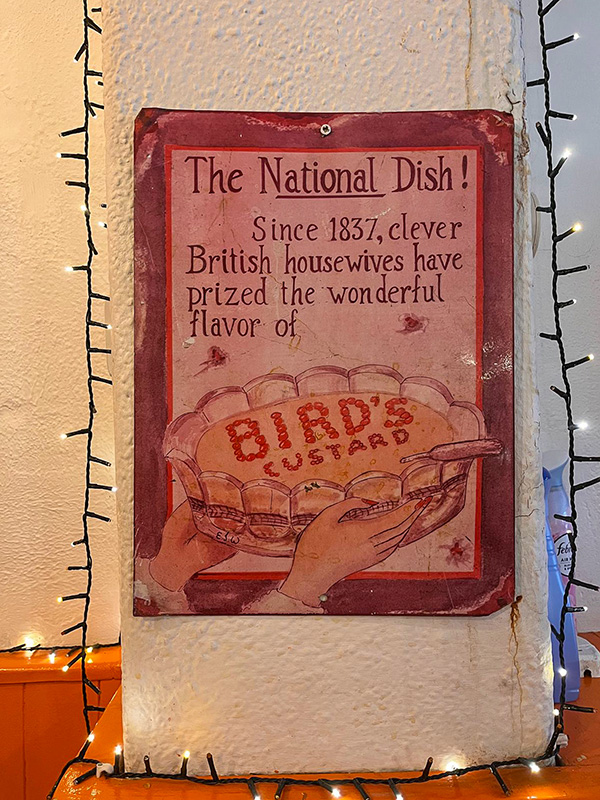 The National Dish!
Since 1837, clever
British housewives have
prized the wonderful
flavor of
BIRD'S
CUSTARD